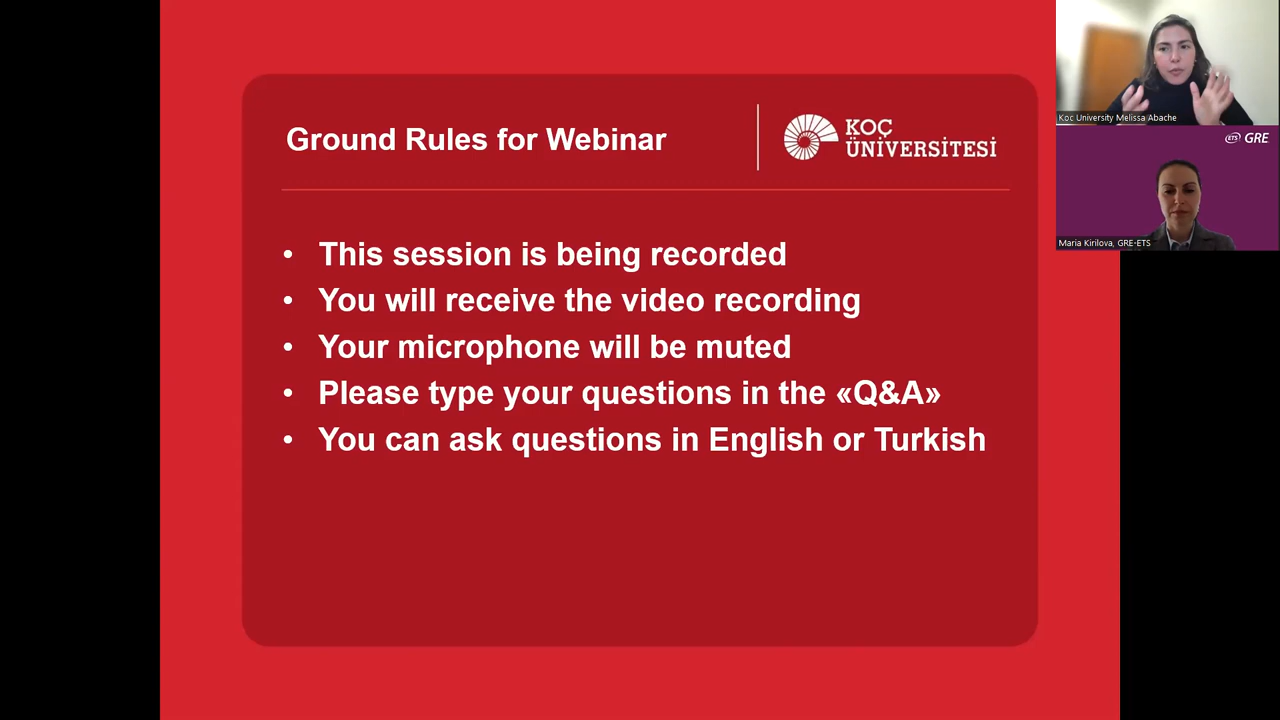 Ground Rules for Webinar
KOÇ
ÜNİVERSİTESİ
• This session is being recorded
• You will receive the video recording
• Your microphone will be muted
• Please type your questions in the «Q&A»
• You can ask questions in English or Turkish
Koc University Melissa Abache
ETS GRE
Maria Kirilova, GRE-ETS